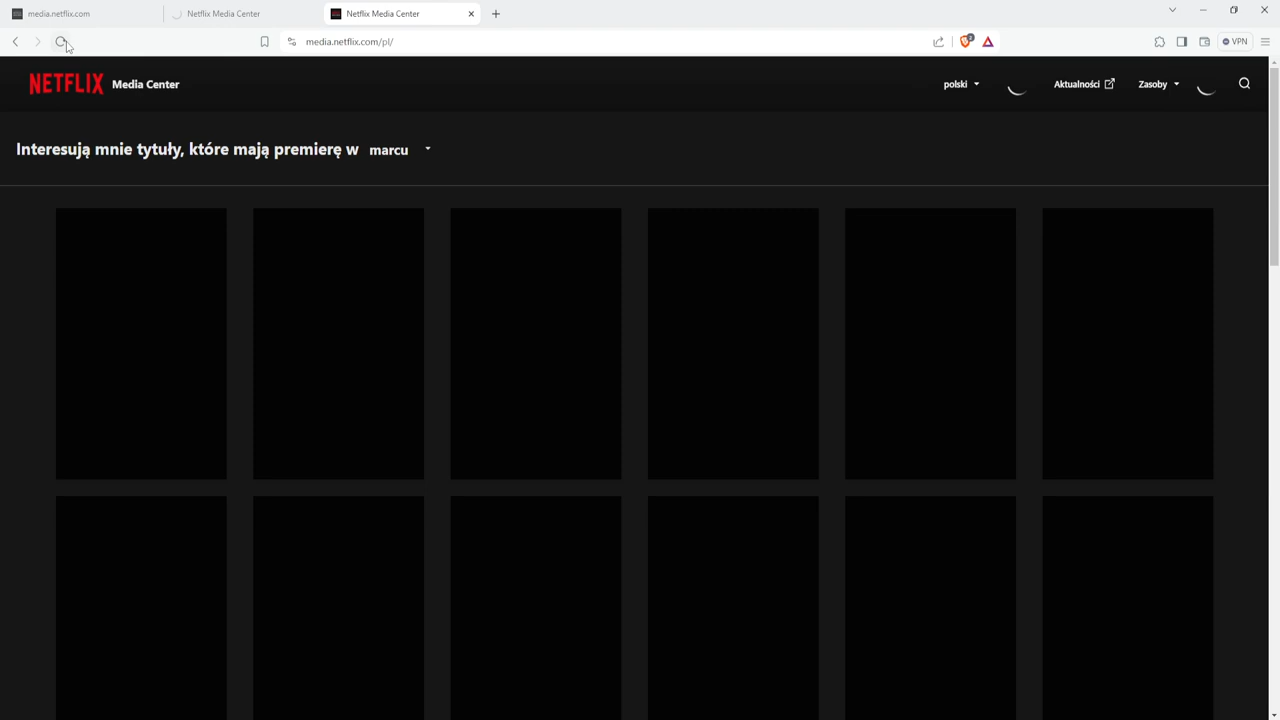 media.netflix.com
Netflix Media Center
Netflix Media Center
media.netflix.com/pl/
2
VPN
NETFLIX Media Center
polski
Aktualności
Zasoby
Interesują mnie tytuły, które mają premierę w marcu